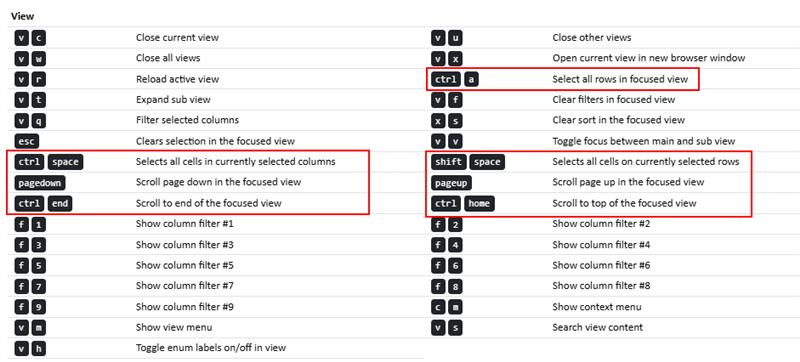 View
v c Close current view v u Close other views
v w Close all views v x Open current view in new browser window
v r Reload active view ctrl a Select all rows in focused view
v t Expand sub view v f Clear filters in focused view
v q Filter selected columns x s Clear sort in the focused view
esc Clears selection in the focused view v v Toggle focus between main and sub view
ctrl space Selects all cells in currently selected columns shift space Selects all cells on currently selected rows
pagedown Scroll page down in the focused view pageup Scroll page up in the focused view
ctrl end Scroll to end of the focused view ctrl home Scroll to top of the focused view
f 1 Show column filter #1 f 2 Show column filter #2
f 3 Show column filter #3 f 4 Show column filter #4
f 5 Show column filter #5 f 6 Show column filter #6
f 7 Show column filter #7 f 8 Show column filter #8
f 9 Show column filter #9 c m Show context menu
v m Show view menu v s Search view content
v h Toggle enum labels on/off in view